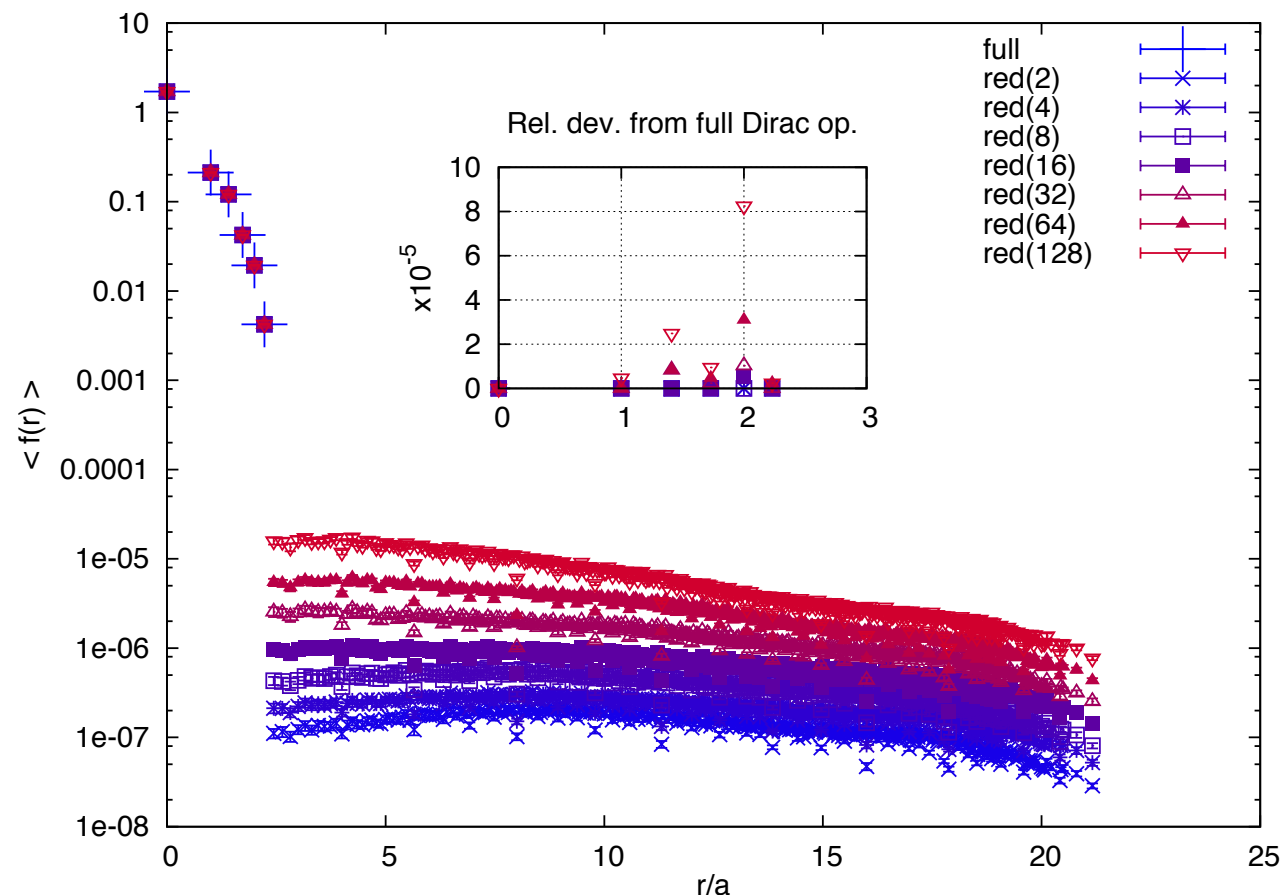 10
1
0.1
0.01
0.001
0.0001
1e-05
1e-06
1e-07
1e-08
< f(r) >
0
5
10
15
20
25
r/a
full
red(2)
red(4)
red(8)
red(16)
red(32)
red(64)
red(128)
Rel. dev. from full Dirac op.
10
8
6
4
2
0
x10-5
0
1
2
3